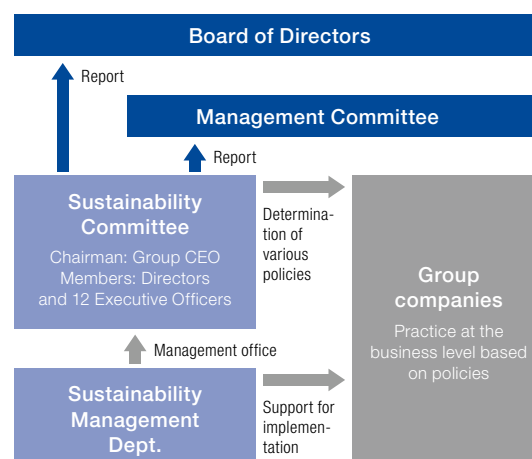 Board of Directors
Report
Management Committee
Report
Sustainability
Committee
Chairman: Group CEO
Members: Directors
and 12 Executive Officers
Determina-
tion of
various
policies
Group
companies
Practice at the
business level based
on policies
Management office
Sustainability
Management
Dept.
Support for
implemen-
tation